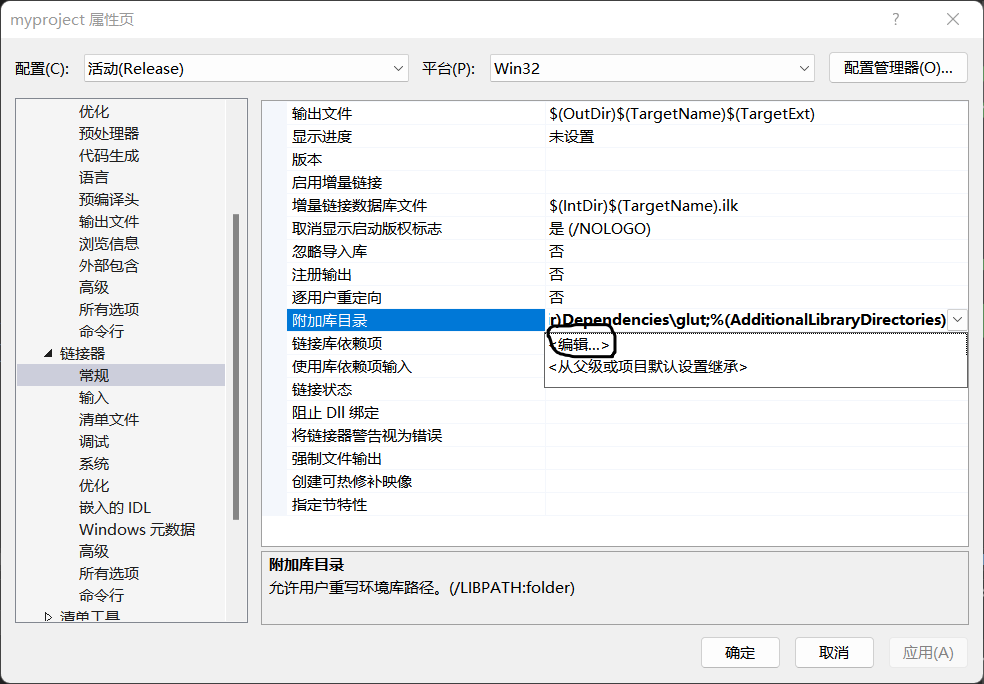 myproject 属性页
?
配置(C): 活动(Release) 平台(P): Win32 配置管理器(O)...
优化
预处理器
代码生成
语言
预编译头
输出文件
浏览信息
外部包含
高级
所有选项
命令行
链接器
常规
输入
清单文件
调试
系统
优化
嵌入的 IDL
Windows 元数据
高级
所有选项
命令行
清单工具
输出文件 $(OutDir)$(TargetName)$(TargetExt)
显示进度 未设置
版本
启用增量链接
增量链接数据库文件 $(IntDir)$(TargetName).ilk
取消显示启动版权标志 是 (/NOLOGO)
忽略导入库 否
注册输出 否
逐用户重定向 否
附加库目录 r)Dependencies\glut;%(AdditionalLibraryDirectories)
链接库依赖项 <编辑...>
使用库依赖项输入 <从父级或项目默认设置继承>
链接状态
阻止 Dll 绑定
将链接器警告视为错误
强制文件输出
创建可热修补映像
指定节特性
附加库目录
允许用户重写环境库路径。(/LIBPATH:folder)
确定 取消 应用(A)